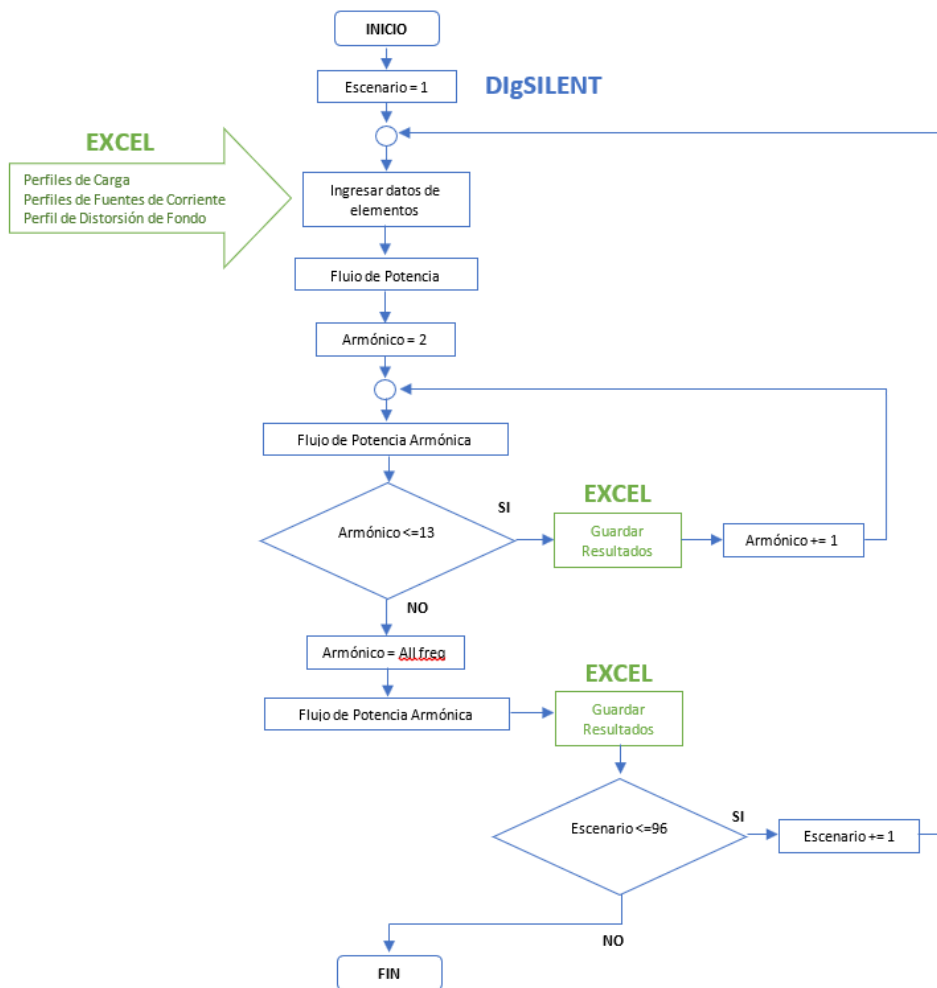 INICIO
Escenario = 1
DIgSILENT
EXCEL
Perfiles de Carga
Perfiles de Fuentes de Corriente
Perfil de Distorsión de Fondo
Ingresar datos de
elementos
Flujo de Potencia
Armónico = 2
Flujo de Potencia Armónica
Armónico <=13
SI
EXCEL
Guardar
Resultados
Armónico += 1
NO
Armónico = All freq
Flujo de Potencia Armónica
EXCEL
Guardar
Resultados
Escenario <=96
SI
Escenario += 1
NO
FIN